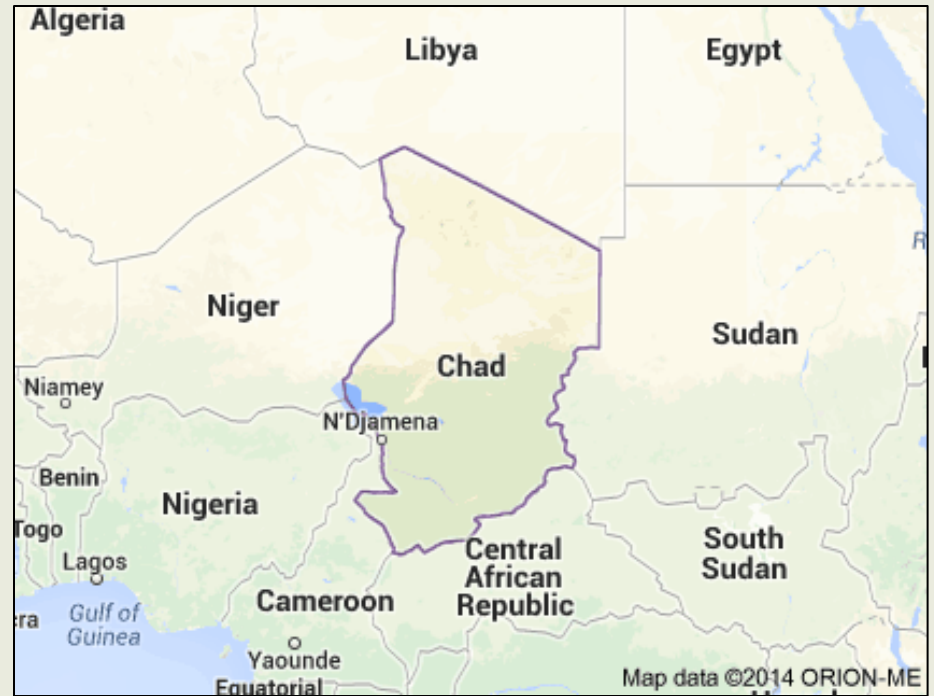 Algeria
Libya
Egypt
Niger
Chad
Sudan
Niamey
N'Djamena
Benin
Nigeria
Togo
Lagos
Central
African
Republic
South
Sudan
Gulf of
Guinea
Cameroon
Yaounde
Equatorial
Map data ©2014 ORION-ME